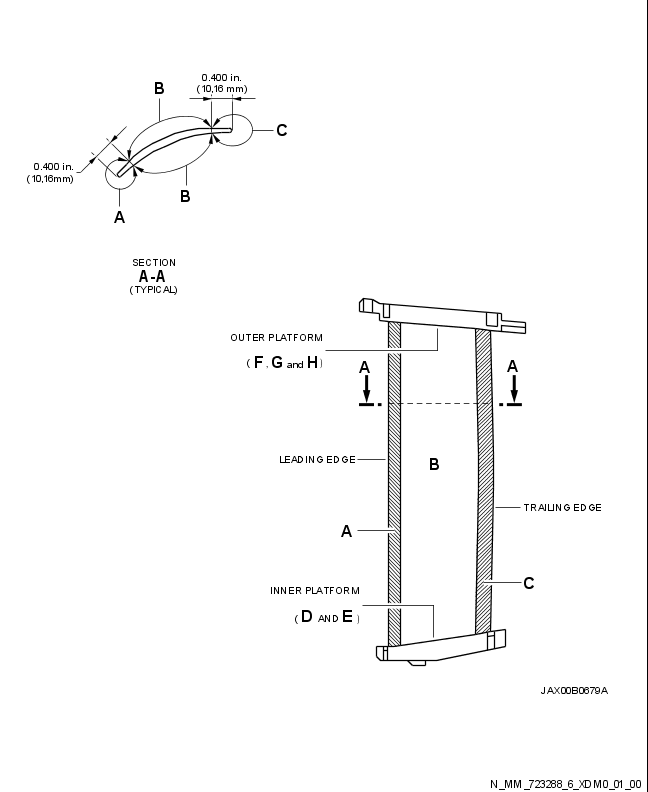 0.400 in.
(10,16 mm)
B
C
0.400 in.
(10,16mm)
B
A
SECTION
A-A
(TYPICAL)
OUTER PLATFORM
(F, G and H)
A
A
LEADING EDGE
B
TRAILING EDGE
A
INNER PLATFORM
C
(D AND E)
JAX00B0679A
N_MM_723288_6_XDM0_01_00